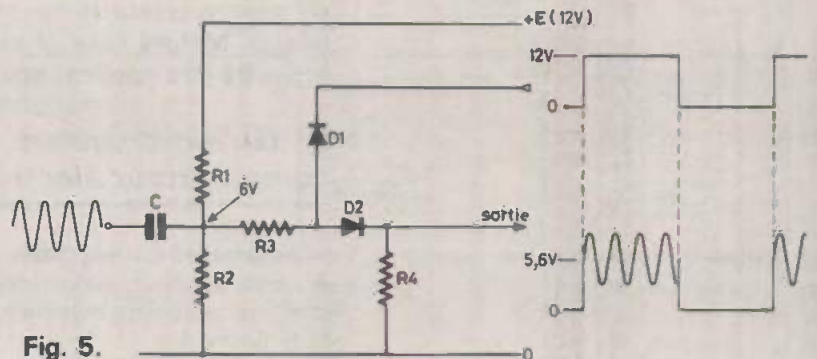 +E (12V)
12V
0
D1
R1
6V
C
D2
sortie
R3
5,6V
R2
R4
0
0
Fig. 5.